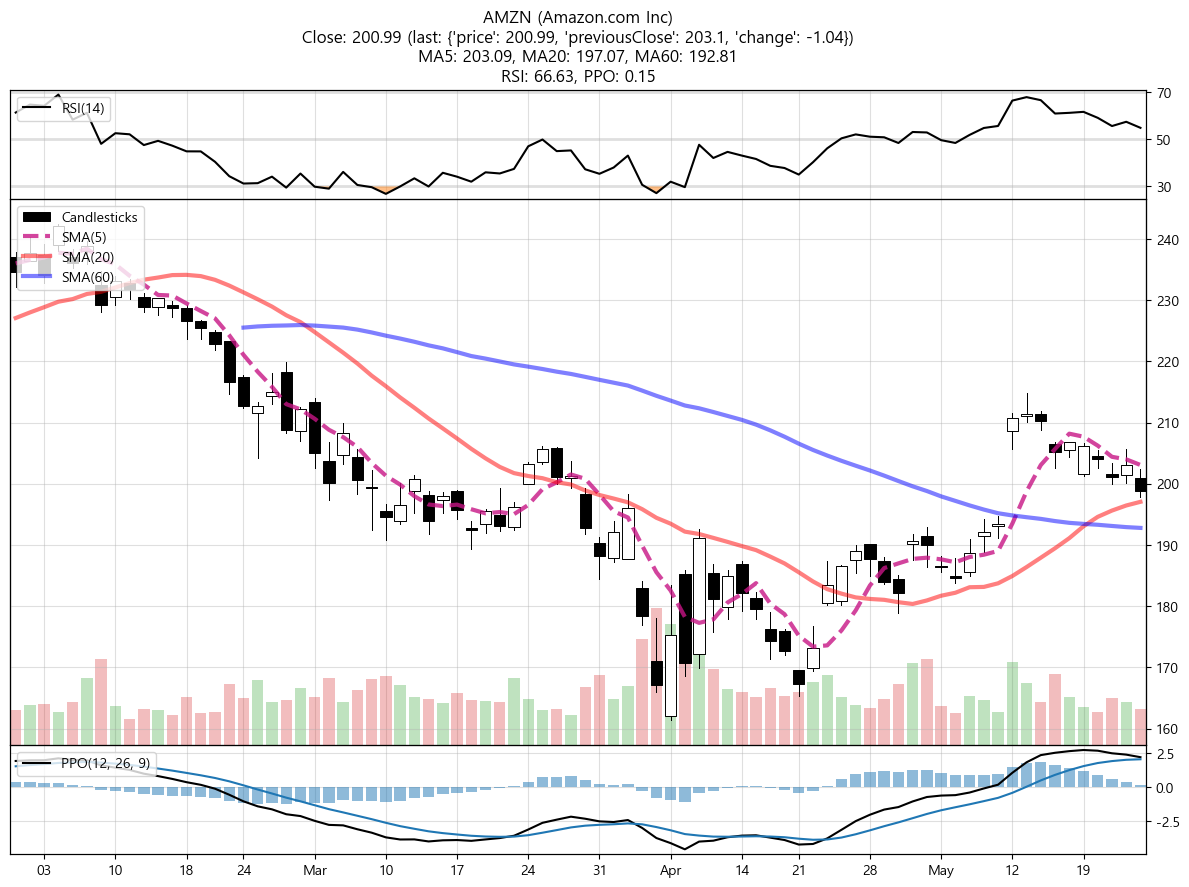 AMZN (Amazon.com Inc)
Close: 200.99 (last: {'price': 200.99, 'previousClose': 203.1, 'change': -1.04})
MA5: 203.09, MA20: 197.07, MA60: 192.81
RSI: 66.63, PPO: 0.15
RSI(14)
70
50
30
Candlesticks
SMA(5)
SMA(20)
SMA(60)
240
230
220
210
200
190
180
170
160
PPO(12, 26, 9)
2.5
0.0
−2.5
03 10 18 24 Mar 10 17 24 31 Apr 14 21 28 May 12 19